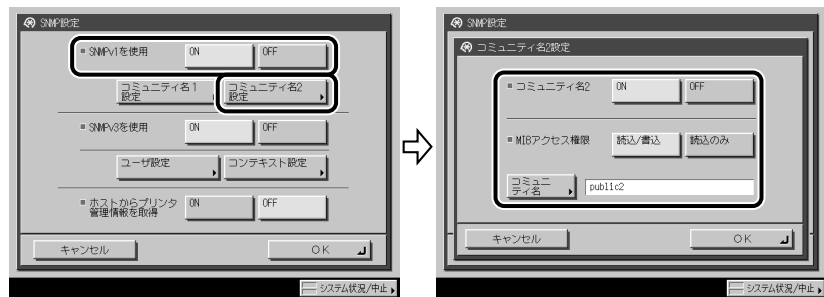 SNMP設定
SNMPv1を使用 ON OFF
コミュニティ名1設定 コミュニティ名2設定
SNMPv3を使用 ON OFF
ユーザ設定 コンテキスト設定
ホストからプリンタ管理情報を取得 ON OFF
キャンセル OK
システム状況/中止
SNMP設定
コミュニティ名2設定
コミュニティ名2 ON OFF
MIBアクセス権限 読込/書込 読込のみ
コミュニティ名 public2
キャンセル OK
システム状況/中止